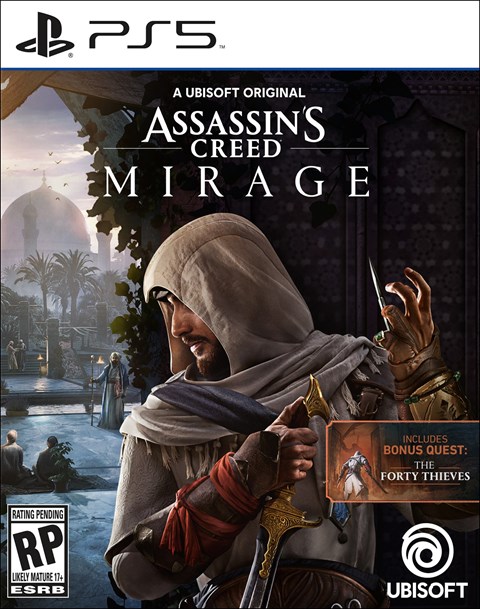 PS5
™
®
A UBISOFT ORIGINAL
ASSASSIN'S
CREED
MIRAGE
INCLUDES
BONUS QUEST:
THE
FORTY THIEVES
RATING PENDING
RP
LIKELY MATURE 17+
ESRB
UBISOFT